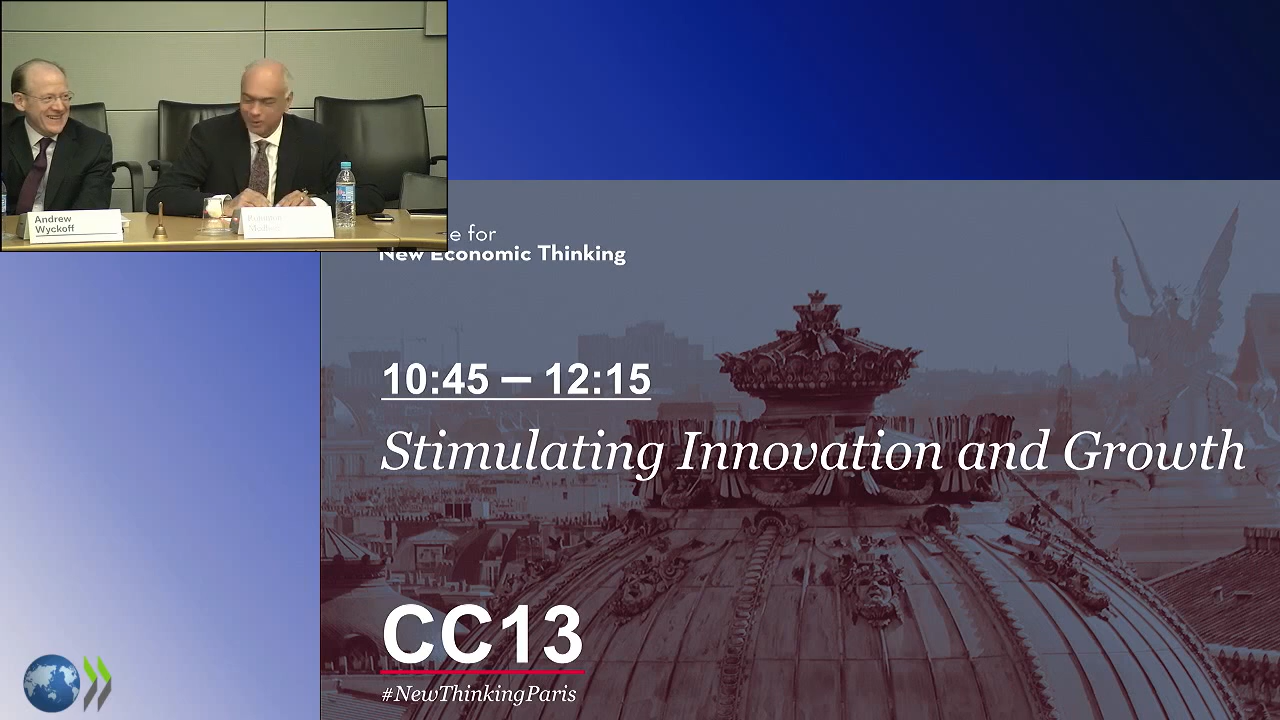 Andrew
Wyckoff
e for
New Economic Thinking
10:45 – 12:15
Stimulating Innovation and Growth
CC13
#NewThinkingParis